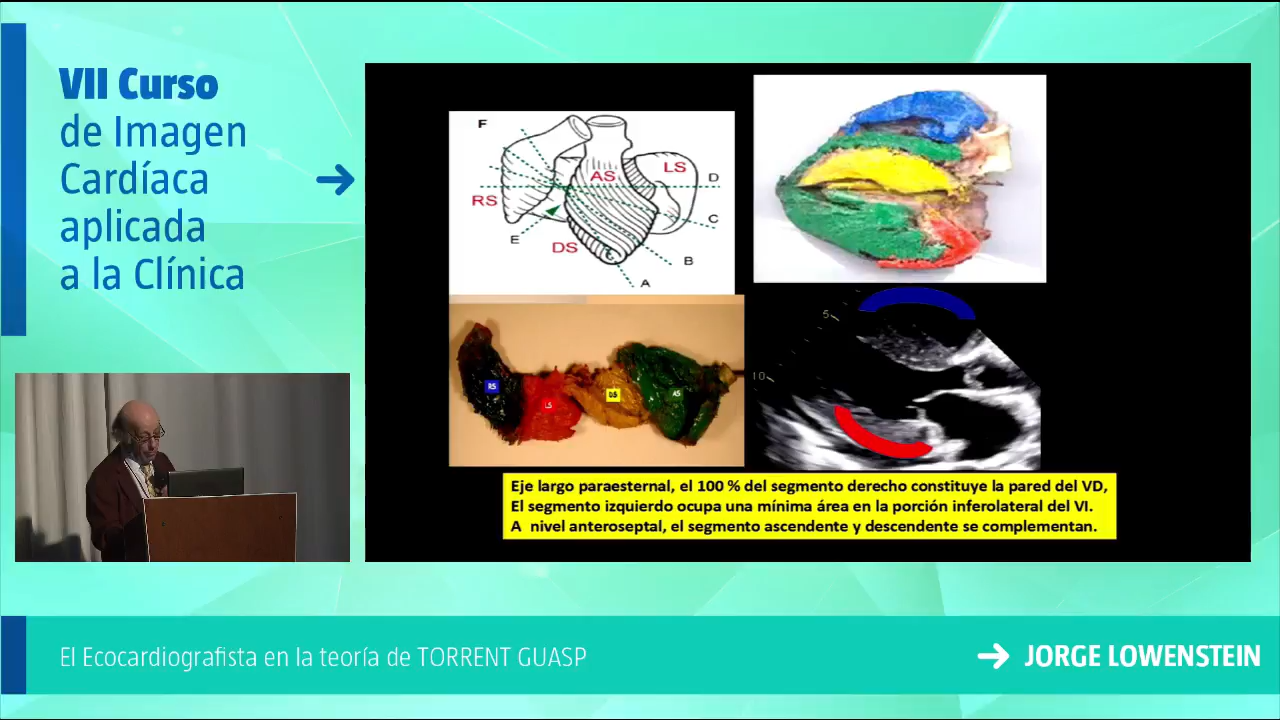 VII Curso
de Imagen
Cardíaca
aplicada
a la Clínica
F
AS
LS
D
RS
C
E
DS
B
A
5
10
RS
LS
DS
AS
Eje largo paraesternal, el 100 % del segmento derecho constituye la pared del VD,
El segmento izquierdo ocupa una mínima área en la porción inferolateral del VI.
A nivel anteroseptal, el segmento ascendente y descendente se complementan.
El Ecocardiografista en la teoría de TORRENT GUASP
JORGE LOWENSTEIN